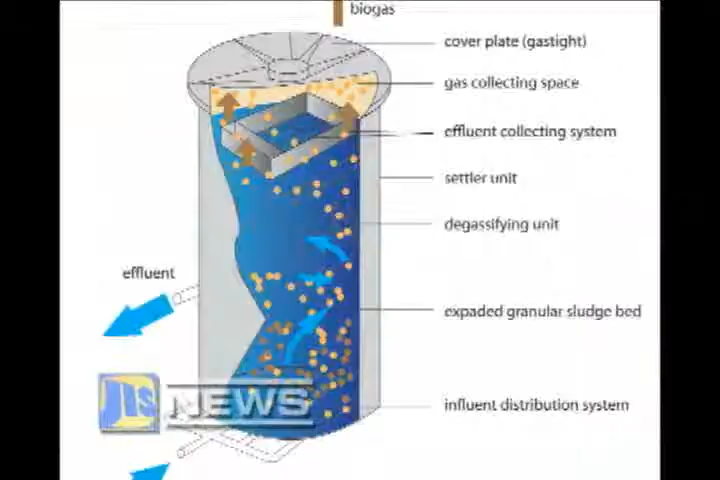 biogas
cover plate (gastight)
gas collecting space
effluent collecting system
settler unit
degassifying unit
effluent
expaded granular sludge bed
JIS NEWS
influent distribution system